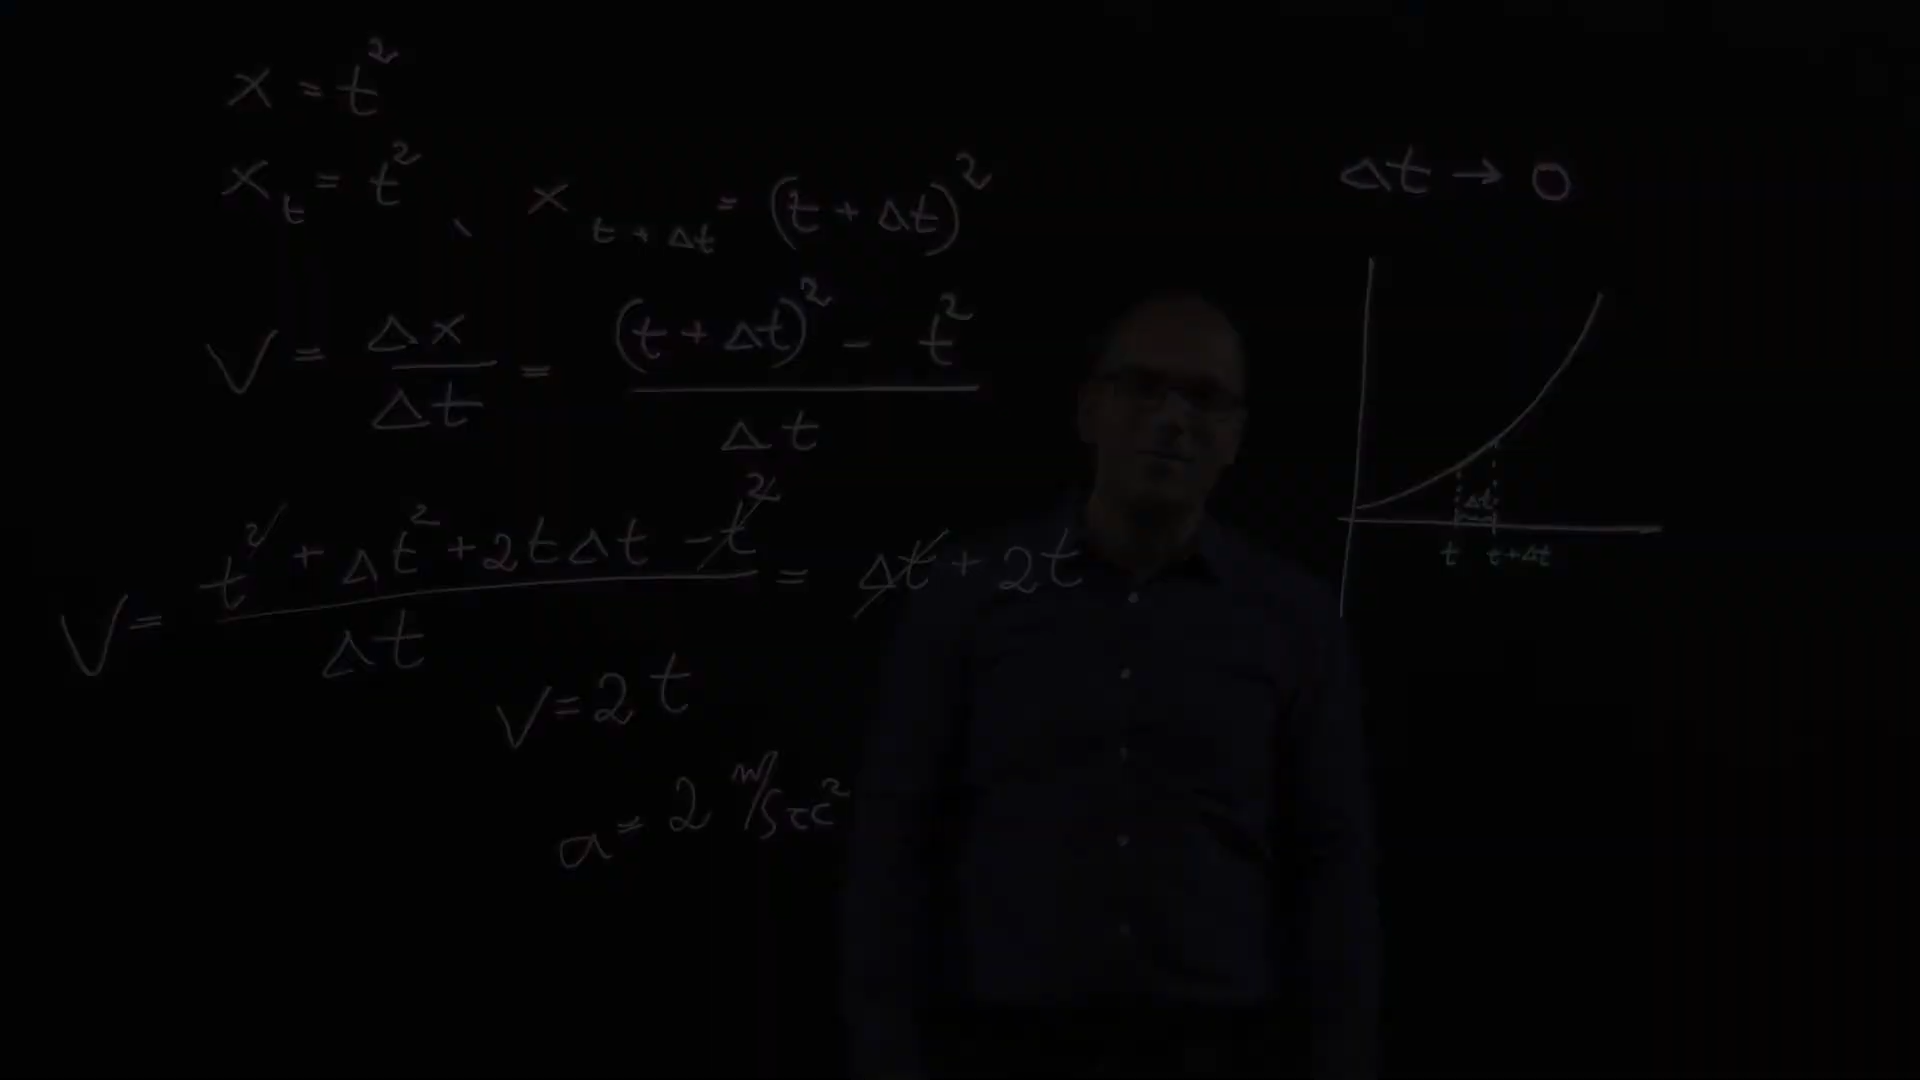 x = t²
x_t = t² , x_{t+Δt} = (t + Δt)²
V = Δx/Δt = ((t + Δt)² - t²)/Δt
V = (t² + Δt² + 2tΔt - t²)/Δt = Δt + 2t
V = 2t
a = 2 m/sec²
Δt → 0
Δt
t t+Δt